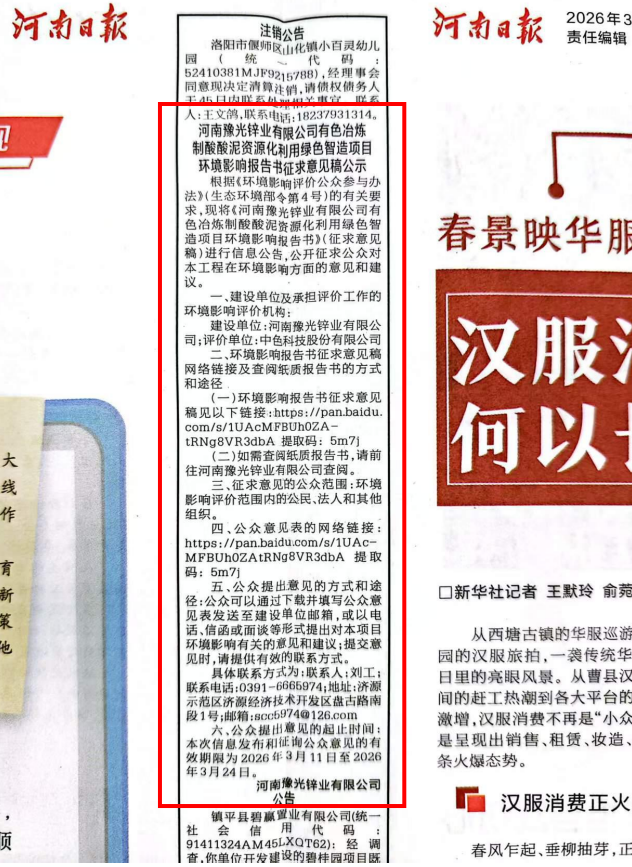 河南日报
现
大
线
作
育
新
策
他
，
顾
注销公告
洛阳市偃师区山化镇小百灵幼儿
园（统一代码：
52410381MJF9215788），经理事会
同意现决定清算注销，请债权债务人
于45日内联系处理相关事宜，联系
人：王文鸽，联系电话：18237931314。
河南豫光锌业有限公司有色冶炼
制酸酸泥资源化利用绿色智造项目
环境影响报告书征求意见稿公示
根据《环境影响评价公众参与办
法》（生态环境部令第4号）的有关要
求，现将《河南豫光锌业有限公司有
色冶炼制酸酸泥资源化利用绿色智
造项目环境影响报告书》（征求意见
稿）进行信息公告，公开征求公众对
本工程在环境影响方面的意见和建
议。
一、建设单位及承担评价工作的
环境影响评价机构：
建设单位：河南豫光锌业有限公
司；评价单位：中色科技股份有限公司
二、环境影响报告书征求意见稿
网络链接及查阅纸质报告书的方式
和途径
（一）环境影响报告书征求意见
稿见以下链接：https://pan.baidu.
com/s/1UAcMFBUh0ZA-
tRNg8VR3dbA 提取码：5m7j
（二）如需查阅纸质报告书，请前
往河南豫光锌业有限公司查阅。
三、征求意见的公众范围：环境
影响评价范围内的公民、法人和其他
组织。
四、公众意见表的网络链接：
https://pan.baidu.com/s/1UAc-
MFBUh0ZAtRNg8VR3dbA 提取
码：5m7j
五、公众提出意见的方式和途
径：公众可以通过下载并填写公众意
见表发送至建设单位邮箱，或以电
话、信函或面谈等形式提出对本项目
环境影响有关的意见和建议；提交意
见时，请提供有效的联系方式。
具体联系方式为：联系人：刘工；
联系电话：0391-6665974；地址：济源
示范区济源经济技术开发区盘古路南
段1号；邮箱：scc5974@126.com
六、公众提出意见的起止时间：
本次信息发布和征询公众意见的有
效期限为2026年3月11日至2026
年3月24日。
河南豫光锌业有限公司
公告
镇平县碧赢置业有限公司（统一
社会信用代码：
91411324AM45LXQT62）：经调
查，你单位开发建设的碧桂园项目既
河南日报
2026年3
责任编辑
春景映华服
汉服消
何以
□新华社记者 王默玲 俞菀
从西塘古镇的华服巡游
园的汉服旅拍，一袭传统华
日里的亮眼风景。从曹县汉
间的赶工热潮到各大平台的
激增，汉服消费不再是“小众
是呈现出销售、租赁、妆造、
条火爆态势。
汉服消费正火
春风乍起、垂柳抽芽，正